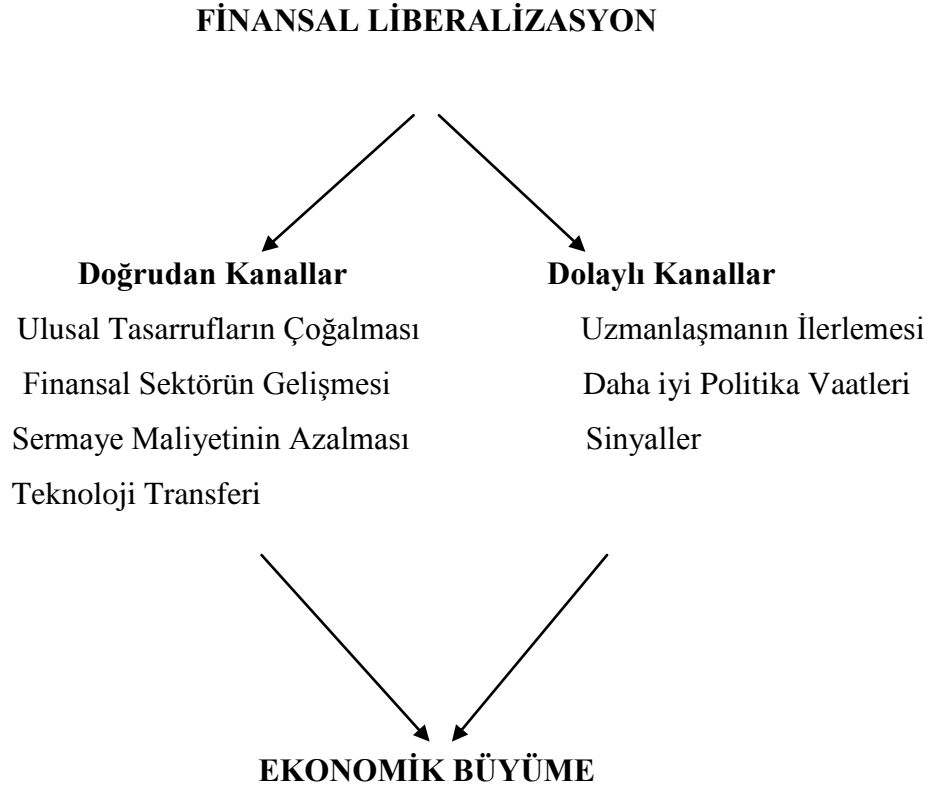 FİNANSAL LİBERALİZASYON
Doğrudan Kanallar
Ulusal Tasarrufların Çoğalması
Finansal Sektörün Gelişmesi
Sermaye Maliyetinin Azalması
Teknoloji Transferi
Dolaylı Kanallar
Uzmanlaşmanın İlerlemesi
Daha iyi Politika Vaatleri
Sinyaller
EKONOMİK BÜYÜME